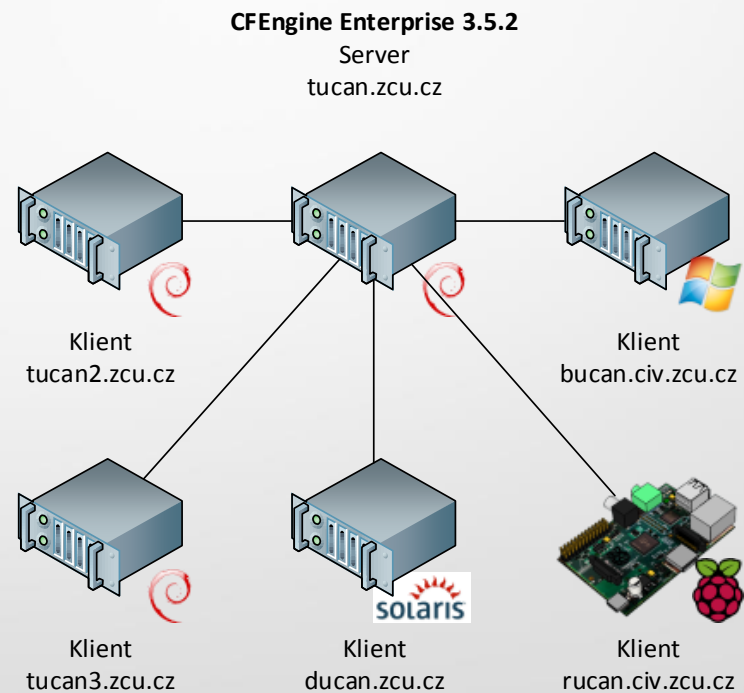 CFEngine Enterprise 3.5.2
Server
tucan.zcu.cz
Klient
tucan2.zcu.cz
Klient
bucan.civ.zcu.cz
solaris
Klient
tucan3.zcu.cz
Klient
ducan.zcu.cz
Klient
rucan.civ.zcu.cz